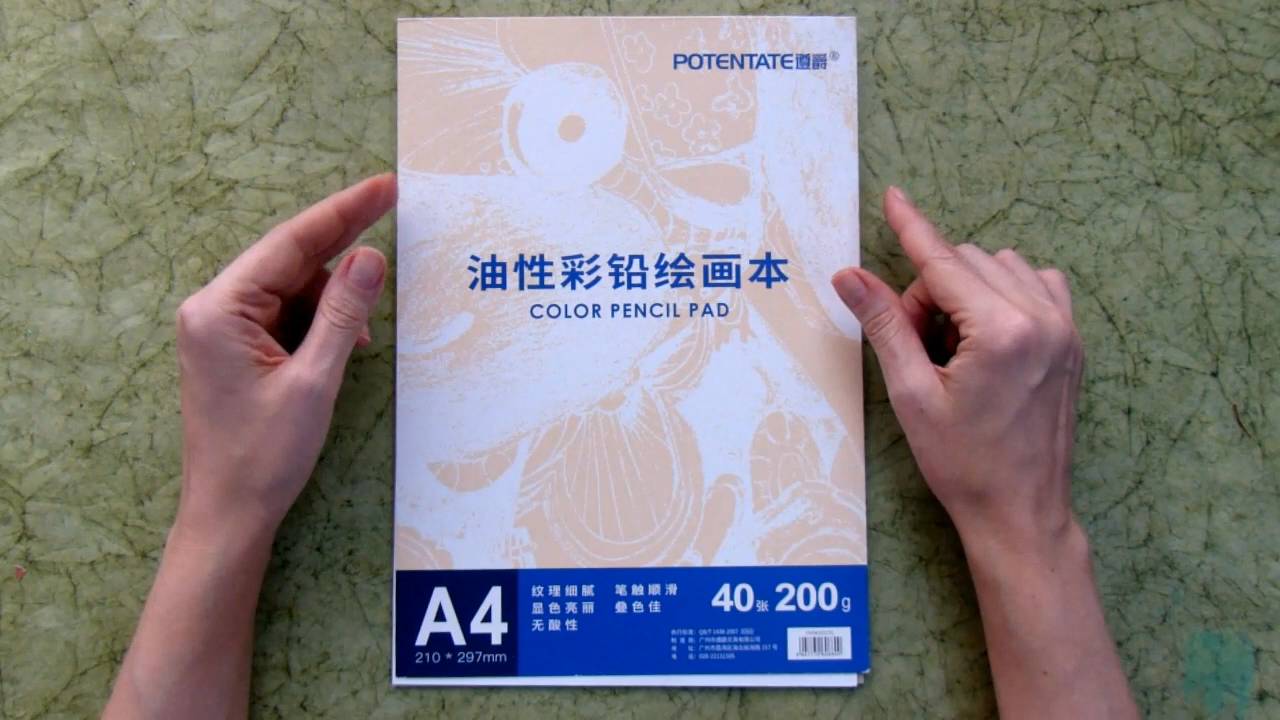 POTENTATE遵爵®
油性彩铅绘画本
COLOR PENCIL PAD
A4
210 * 297mm
纹理细腻 笔触顺滑
显色亮丽 叠色佳
无酸性
40张 200g